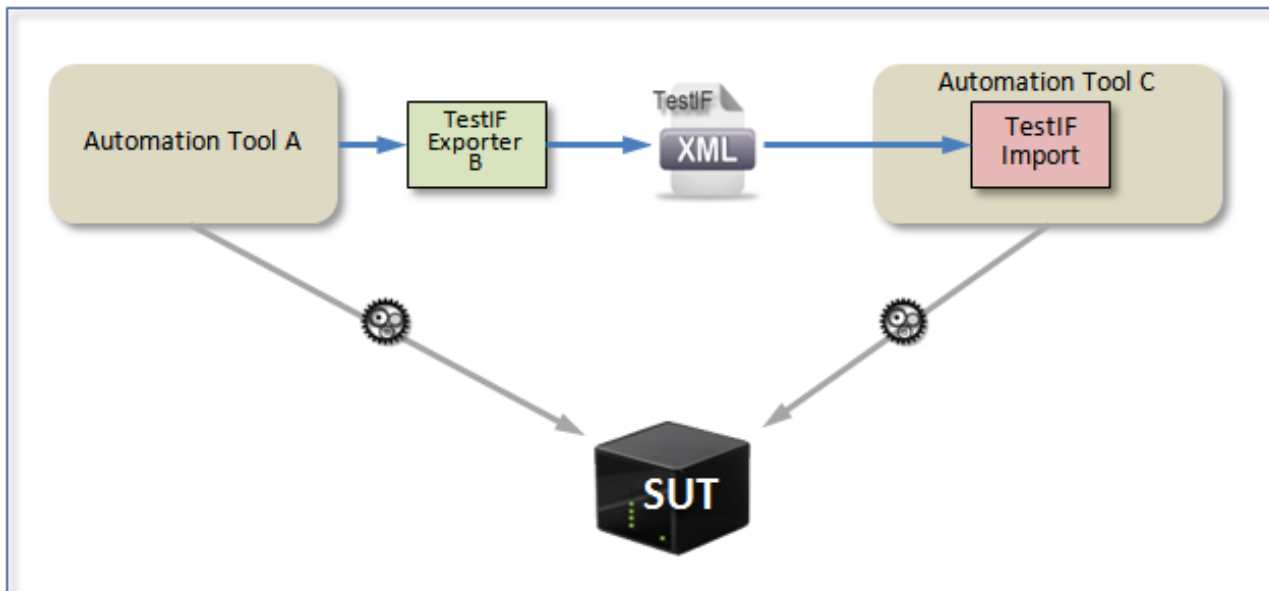 Automation Tool A
TestIF
Exporter
B
TestIF
XML
Automation Tool C
TestIF
Import
SUT